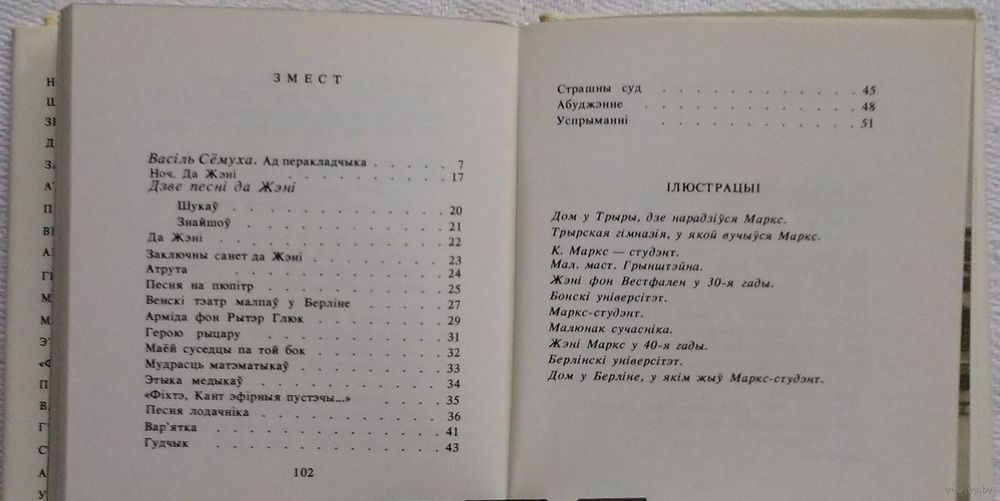 ЗМЕСТ
Васіль Сёмуха. Ад перакладчыка . . . . . . 7
Ноч. Да Жэні . . . . . . . . . . 17
Дзве песні да Жэні
Шукаў . . . . . . . . . . . . 20
Знайшоў . . . . . . . . . . . . 21
Да Жэні . . . . . . . . . . . . . 22
Заключны санет да Жэні . . . . . . . . 23
Атрута . . . . . . . . . . . . . 24
Песня на пюпітр . . . . . . . . . . 25
Венскі тэатр малпаў у Берліне . . . . . . 27
Арміда фон Рытэр Глюк . . . . . . . . 29
Герою рыцару . . . . . . . . . . . 31
Маёй суседцы па той бок . . . . . . . . 32
Мудрасць матэматыкаў . . . . . . . . 33
Этыка медыкаў . . . . . . . . . . 34
«Фіхтэ, Кант эфірныя пустэчы...» . . . . . 35
Песня лодачніка . . . . . . . . . . 36
Вар'ятка . . . . . . . . . . . . . 41
Гудчык . . . . . . . . . . . . . 43
102
Страшны суд . . . . . . . . . . . 45
Абуджэнне . . . . . . . . . . . . 48
Успрыманні . . . . . . . . . . . 51
ІЛЮСТРАЦЫІ
Дом у Трыры, дзе нарадзіўся Маркс.
Трырская гімназія, у якой вучыўся Маркс.
К. Маркс — студэнт.
Мал. маст. Грынштэйна.
Жэні фон Вестфален у 30-я гады.
Бонскі універсітэт.
Маркс-студэнт.
Малюнак сучасніка.
Жэні Маркс у 40-я гады.
Берлінскі універсітэт.
Дом у Берліне, у якім жыў Маркс-студэнт.